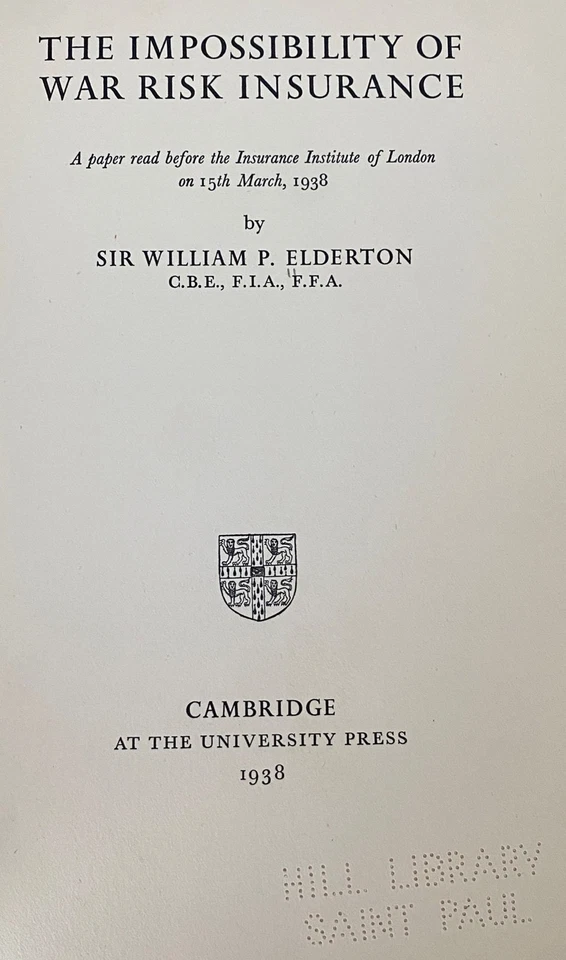 THE IMPOSSIBILITY OF
WAR RISK INSURANCE
A paper read before the Insurance Institute of London
on 15th March, 1938
by
SIR WILLIAM P. ELDERTON
C.B.E., F.I.A., F.F.A.
CAMBRIDGE
AT THE UNIVERSITY PRESS
1938
HILL LIBRARY
SAINT PAUL